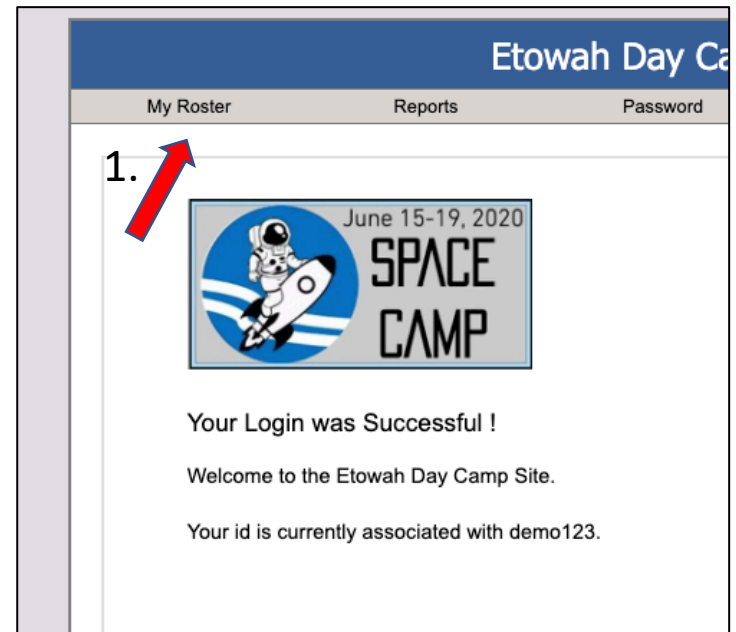 Etowah Day Ca
My Roster Reports Password
1.
June 15-19, 2020
SPACE
CAMP
Your Login was Successful !
Welcome to the Etowah Day Camp Site.
Your id is currently associated with demo123.